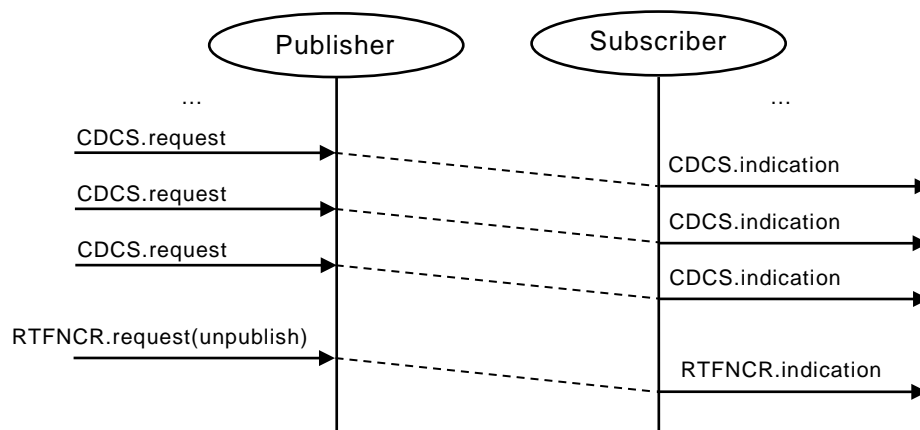 Publisher
Subscriber
...
...
CDCS.request
CDCS.indication
CDCS.request
CDCS.indication
CDCS.request
CDCS.indication
RTFNCR.request(unpublish)
RTFNCR.indication